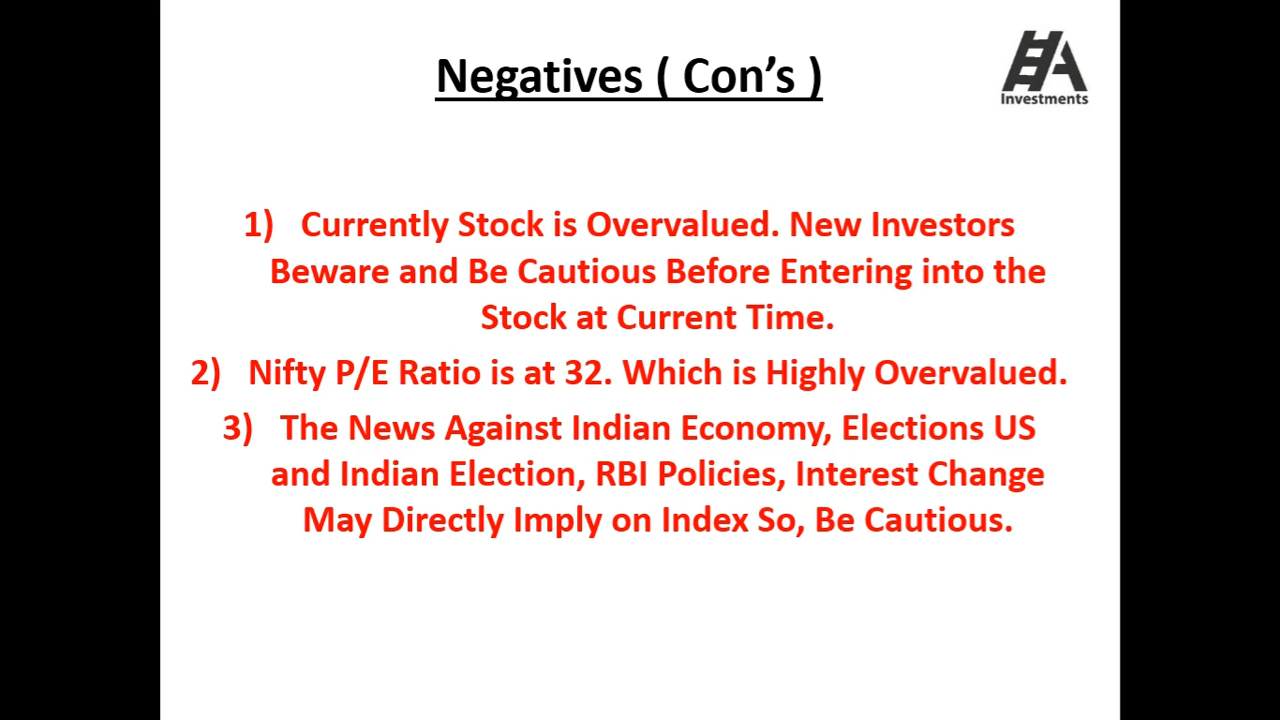 Negatives ( Con’s )
Investments
1) Currently Stock is Overvalued. New Investors
Beware and Be Cautious Before Entering into the
Stock at Current Time.
2) Nifty P/E Ratio is at 32. Which is Highly Overvalued.
3) The News Against Indian Economy, Elections US
and Indian Election, RBI Policies, Interest Change
May Directly Imply on Index So, Be Cautious.